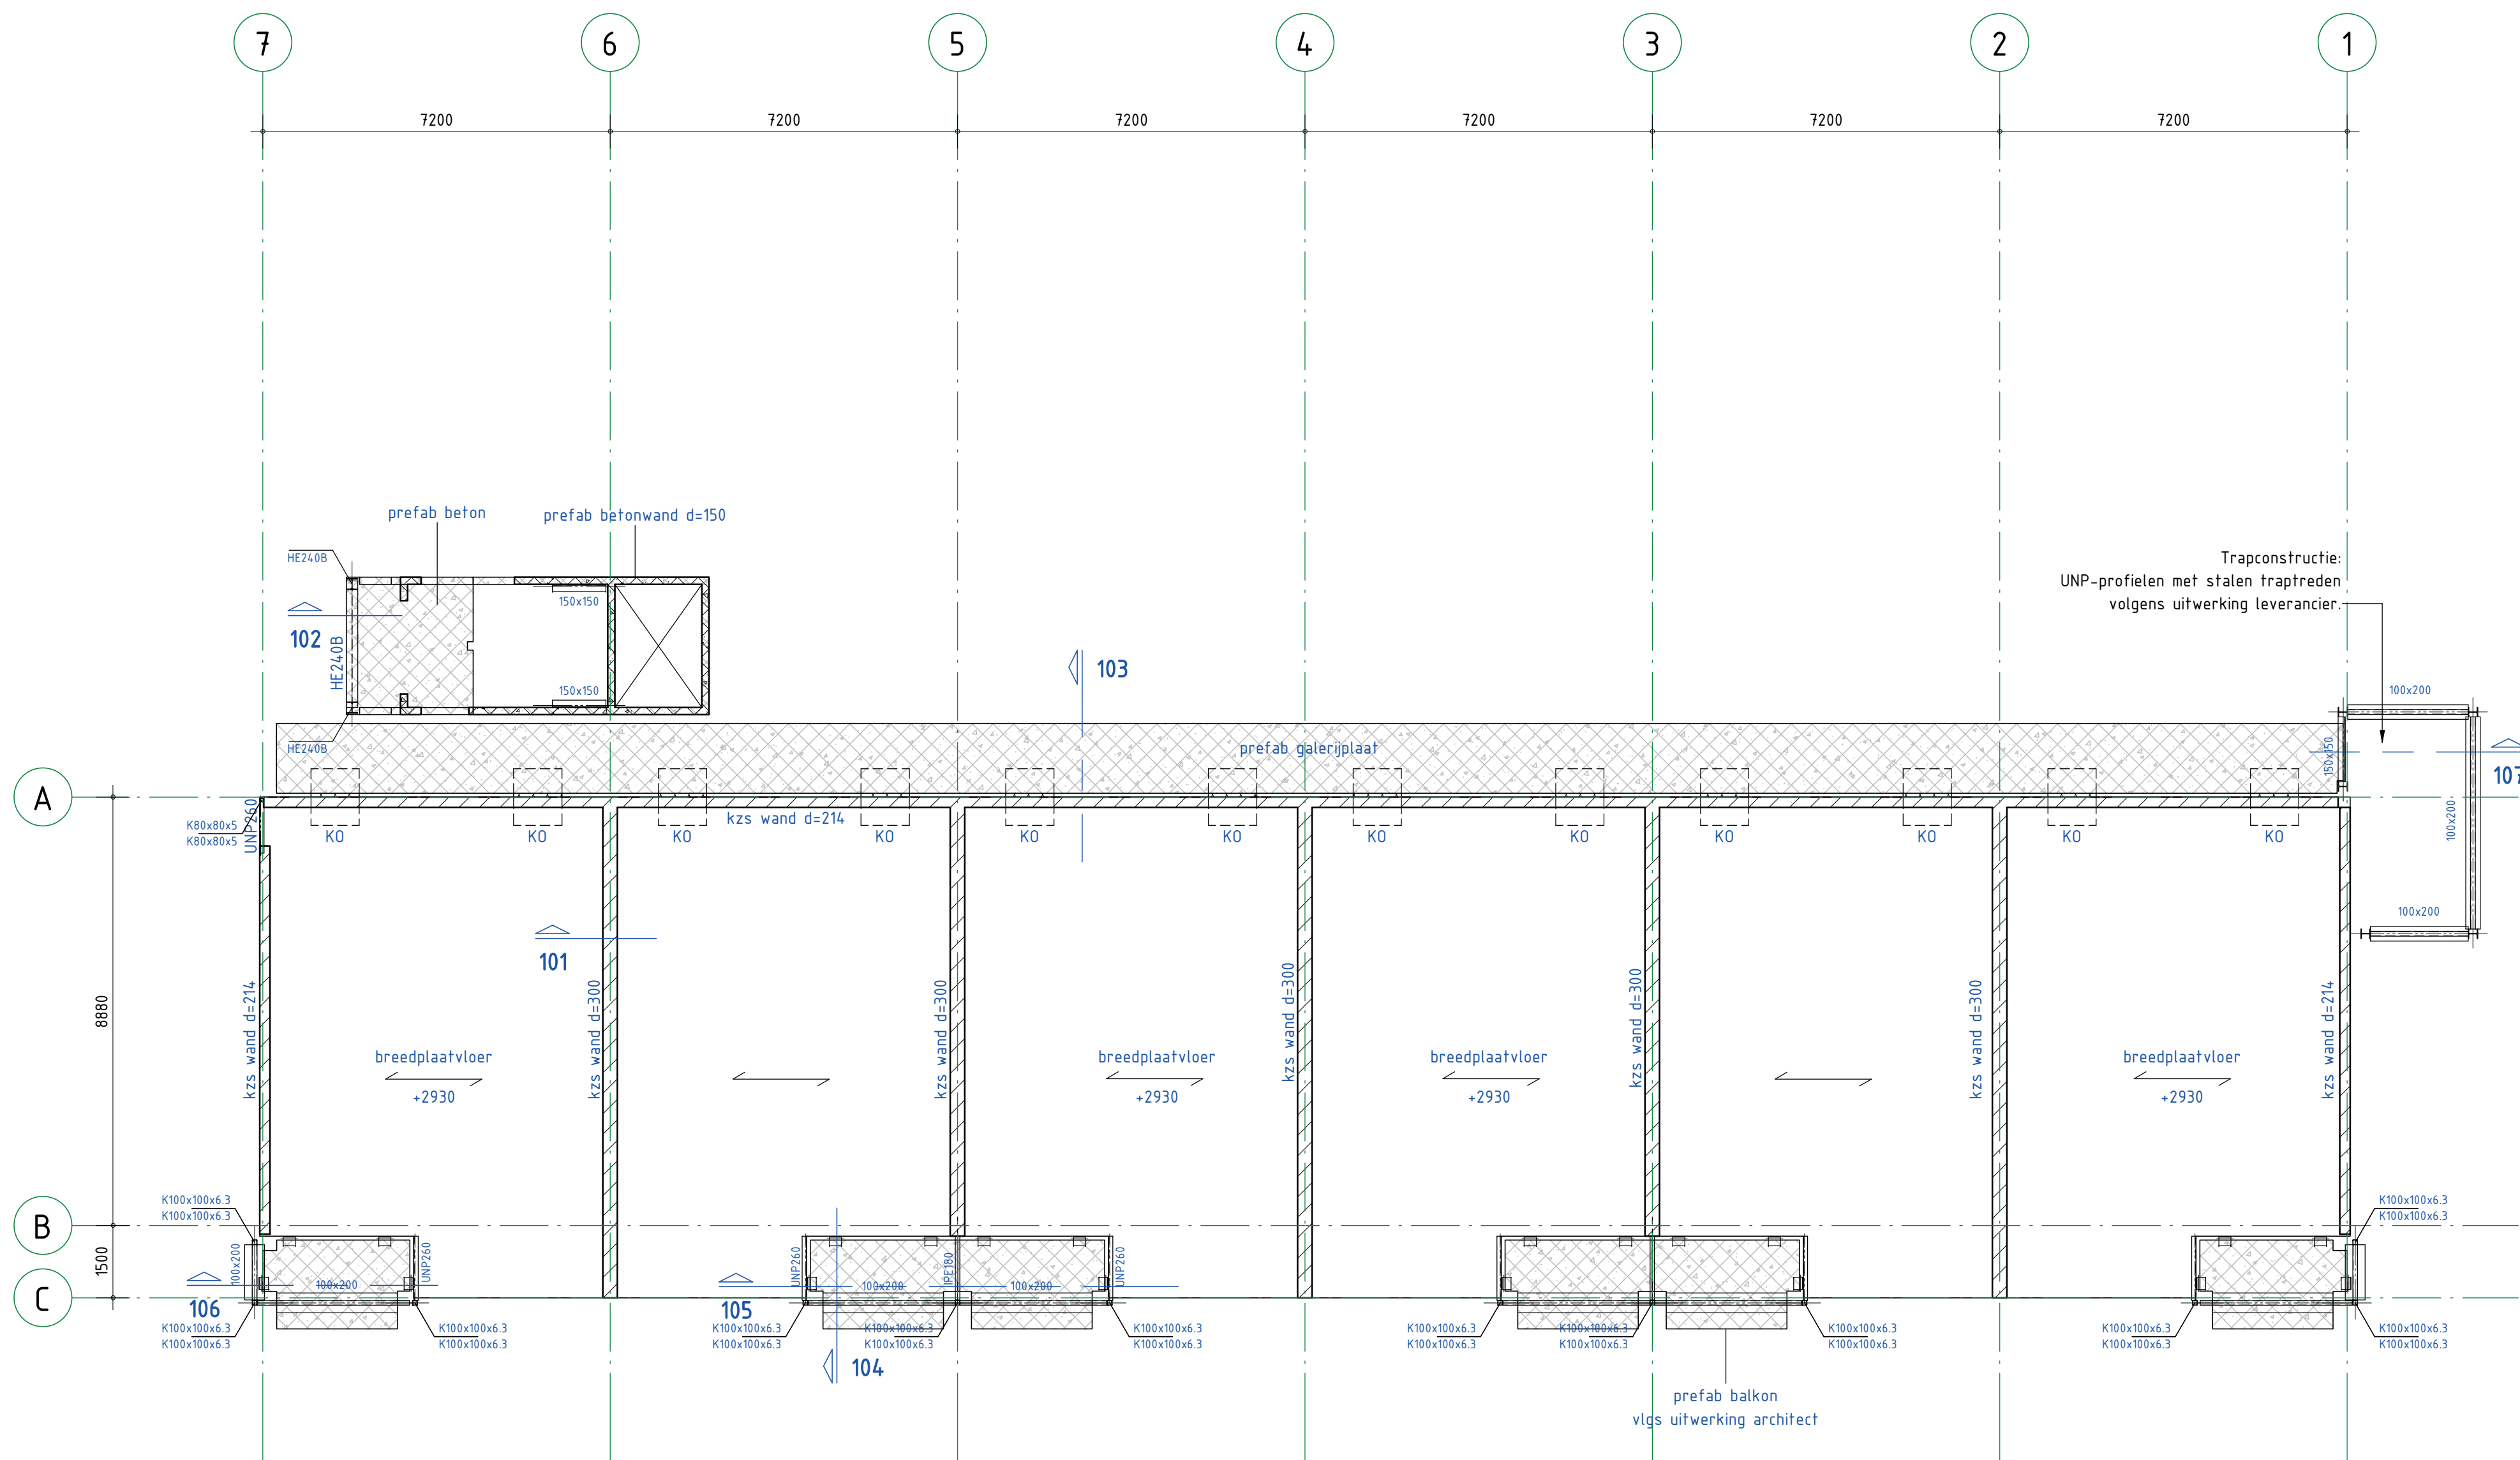 7 6 5 4 3 2 1
7200 7200 7200 7200 7200 7200
prefab beton
prefab betonwand d=150
HE240B
102
HE240B
HE240B
150x150
150x150
103
Trapconstructie:
UNP-profielen met stalen traptreden
volgens uitwerking leverancier.
100x200
150x150
107
100x200
100x200
prefab galerijplaat
A
K80x80x5
K80x80x5
UNP260
KO KO KO KO KO KO KO KO KO KO KO KO
kzs wand d=214
101
8880
kzs wand d=214
kzs wand d=300
kzs wand d=300
kzs wand d=300
kzs wand d=300
kzs wand d=300
kzs wand d=214
breedplaatvloer
+2930
breedplaatvloer
+2930
breedplaatvloer
+2930
breedplaatvloer
+2930
B
1500
C
K100x100x6.3
K100x100x6.3
100x200
100x200
UNP260
106
K100x100x6.3
K100x100x6.3
K100x100x6.3
K100x100x6.3
UNP260
100x200
IPE180
100x200
UNP260
105
K100x100x6.3
K100x100x6.3
K100x100x6.3
K100x100x6.3
K100x100x6.3
K100x100x6.3
104
K100x100x6.3
K100x100x6.3
K100x100x6.3
K100x100x6.3
K100x100x6.3
K100x100x6.3
prefab balkon
vlgs uitwerking architect
K100x100x6.3
K100x100x6.3
K100x100x6.3
K100x100x6.3
K100x100x6.3
K100x100x6.3